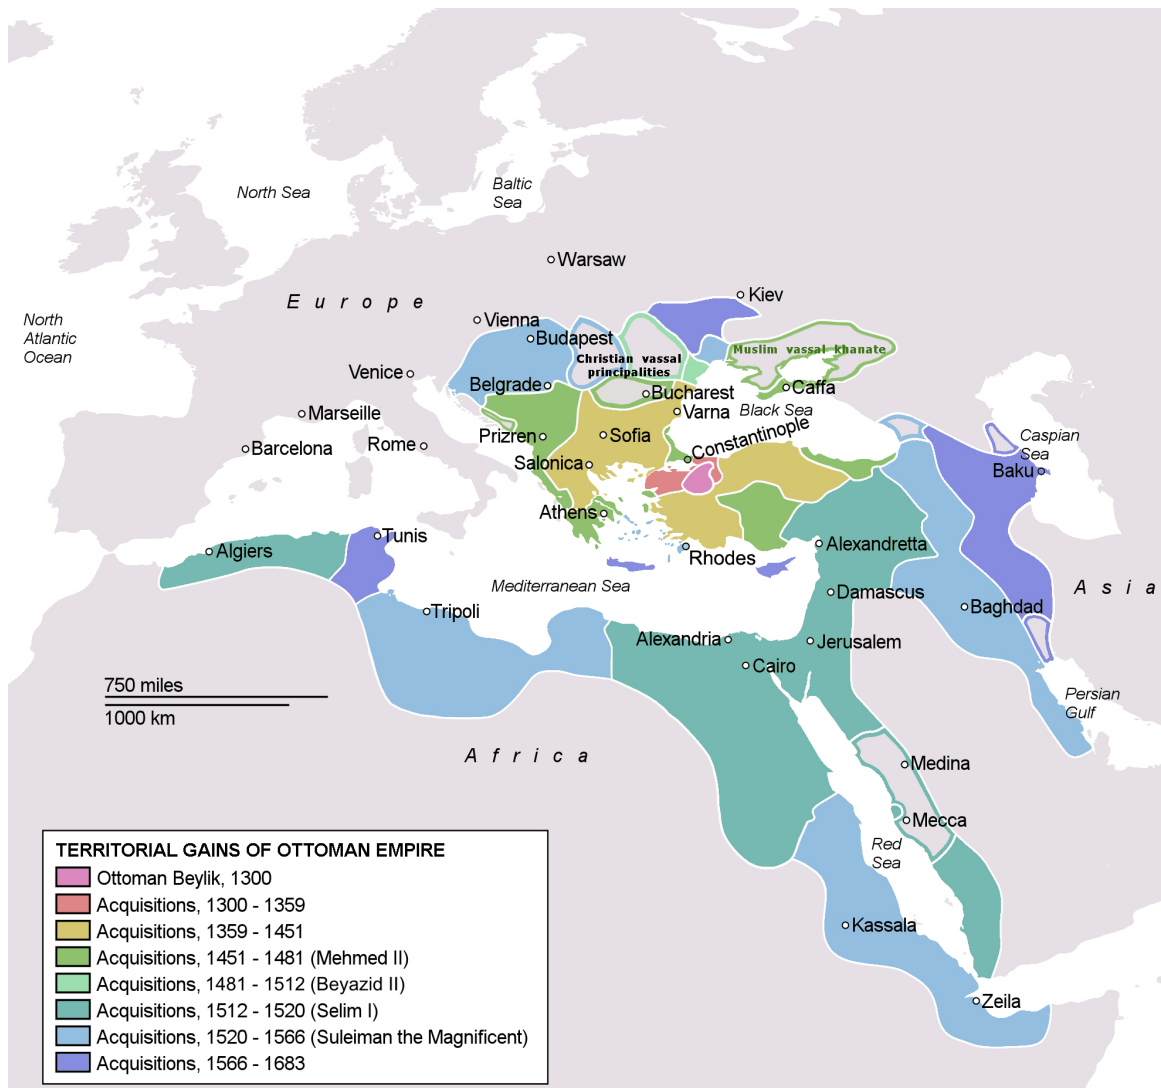 North Sea
Baltic
Sea
Warsaw
Europe
Kiev
North
Atlantic
Ocean
Vienna
Budapest
Christian vassal
principalities
Muslim vassal khanate
Venice
Belgrade
Bucharest
Caffa
Marseille
Varna
Black Sea
Barcelona
Rome
Prizren
Sofia
Constantinople
Caspian
Sea
Salonica
Baku
Athens
Tunis
Algiers
Rhodes
Alexandretta
Mediterranean Sea
Asia
Damascus
Baghdad
Tripoli
Alexandria
Jerusalem
Cairo
750 miles
1000 km
Persian
Gulf
Africa
Medina
Mecca
Red
Sea
Kassala
Zeila
TERRITORIAL GAINS OF OTTOMAN EMPIRE
Ottoman Beylik, 1300
Acquisitions, 1300 - 1359
Acquisitions, 1359 - 1451
Acquisitions, 1451 - 1481 (Mehmed II)
Acquisitions, 1481 - 1512 (Beyazid II)
Acquisitions, 1512 - 1520 (Selim I)
Acquisitions, 1520 - 1566 (Suleiman the Magnificent)
Acquisitions, 1566 - 1683